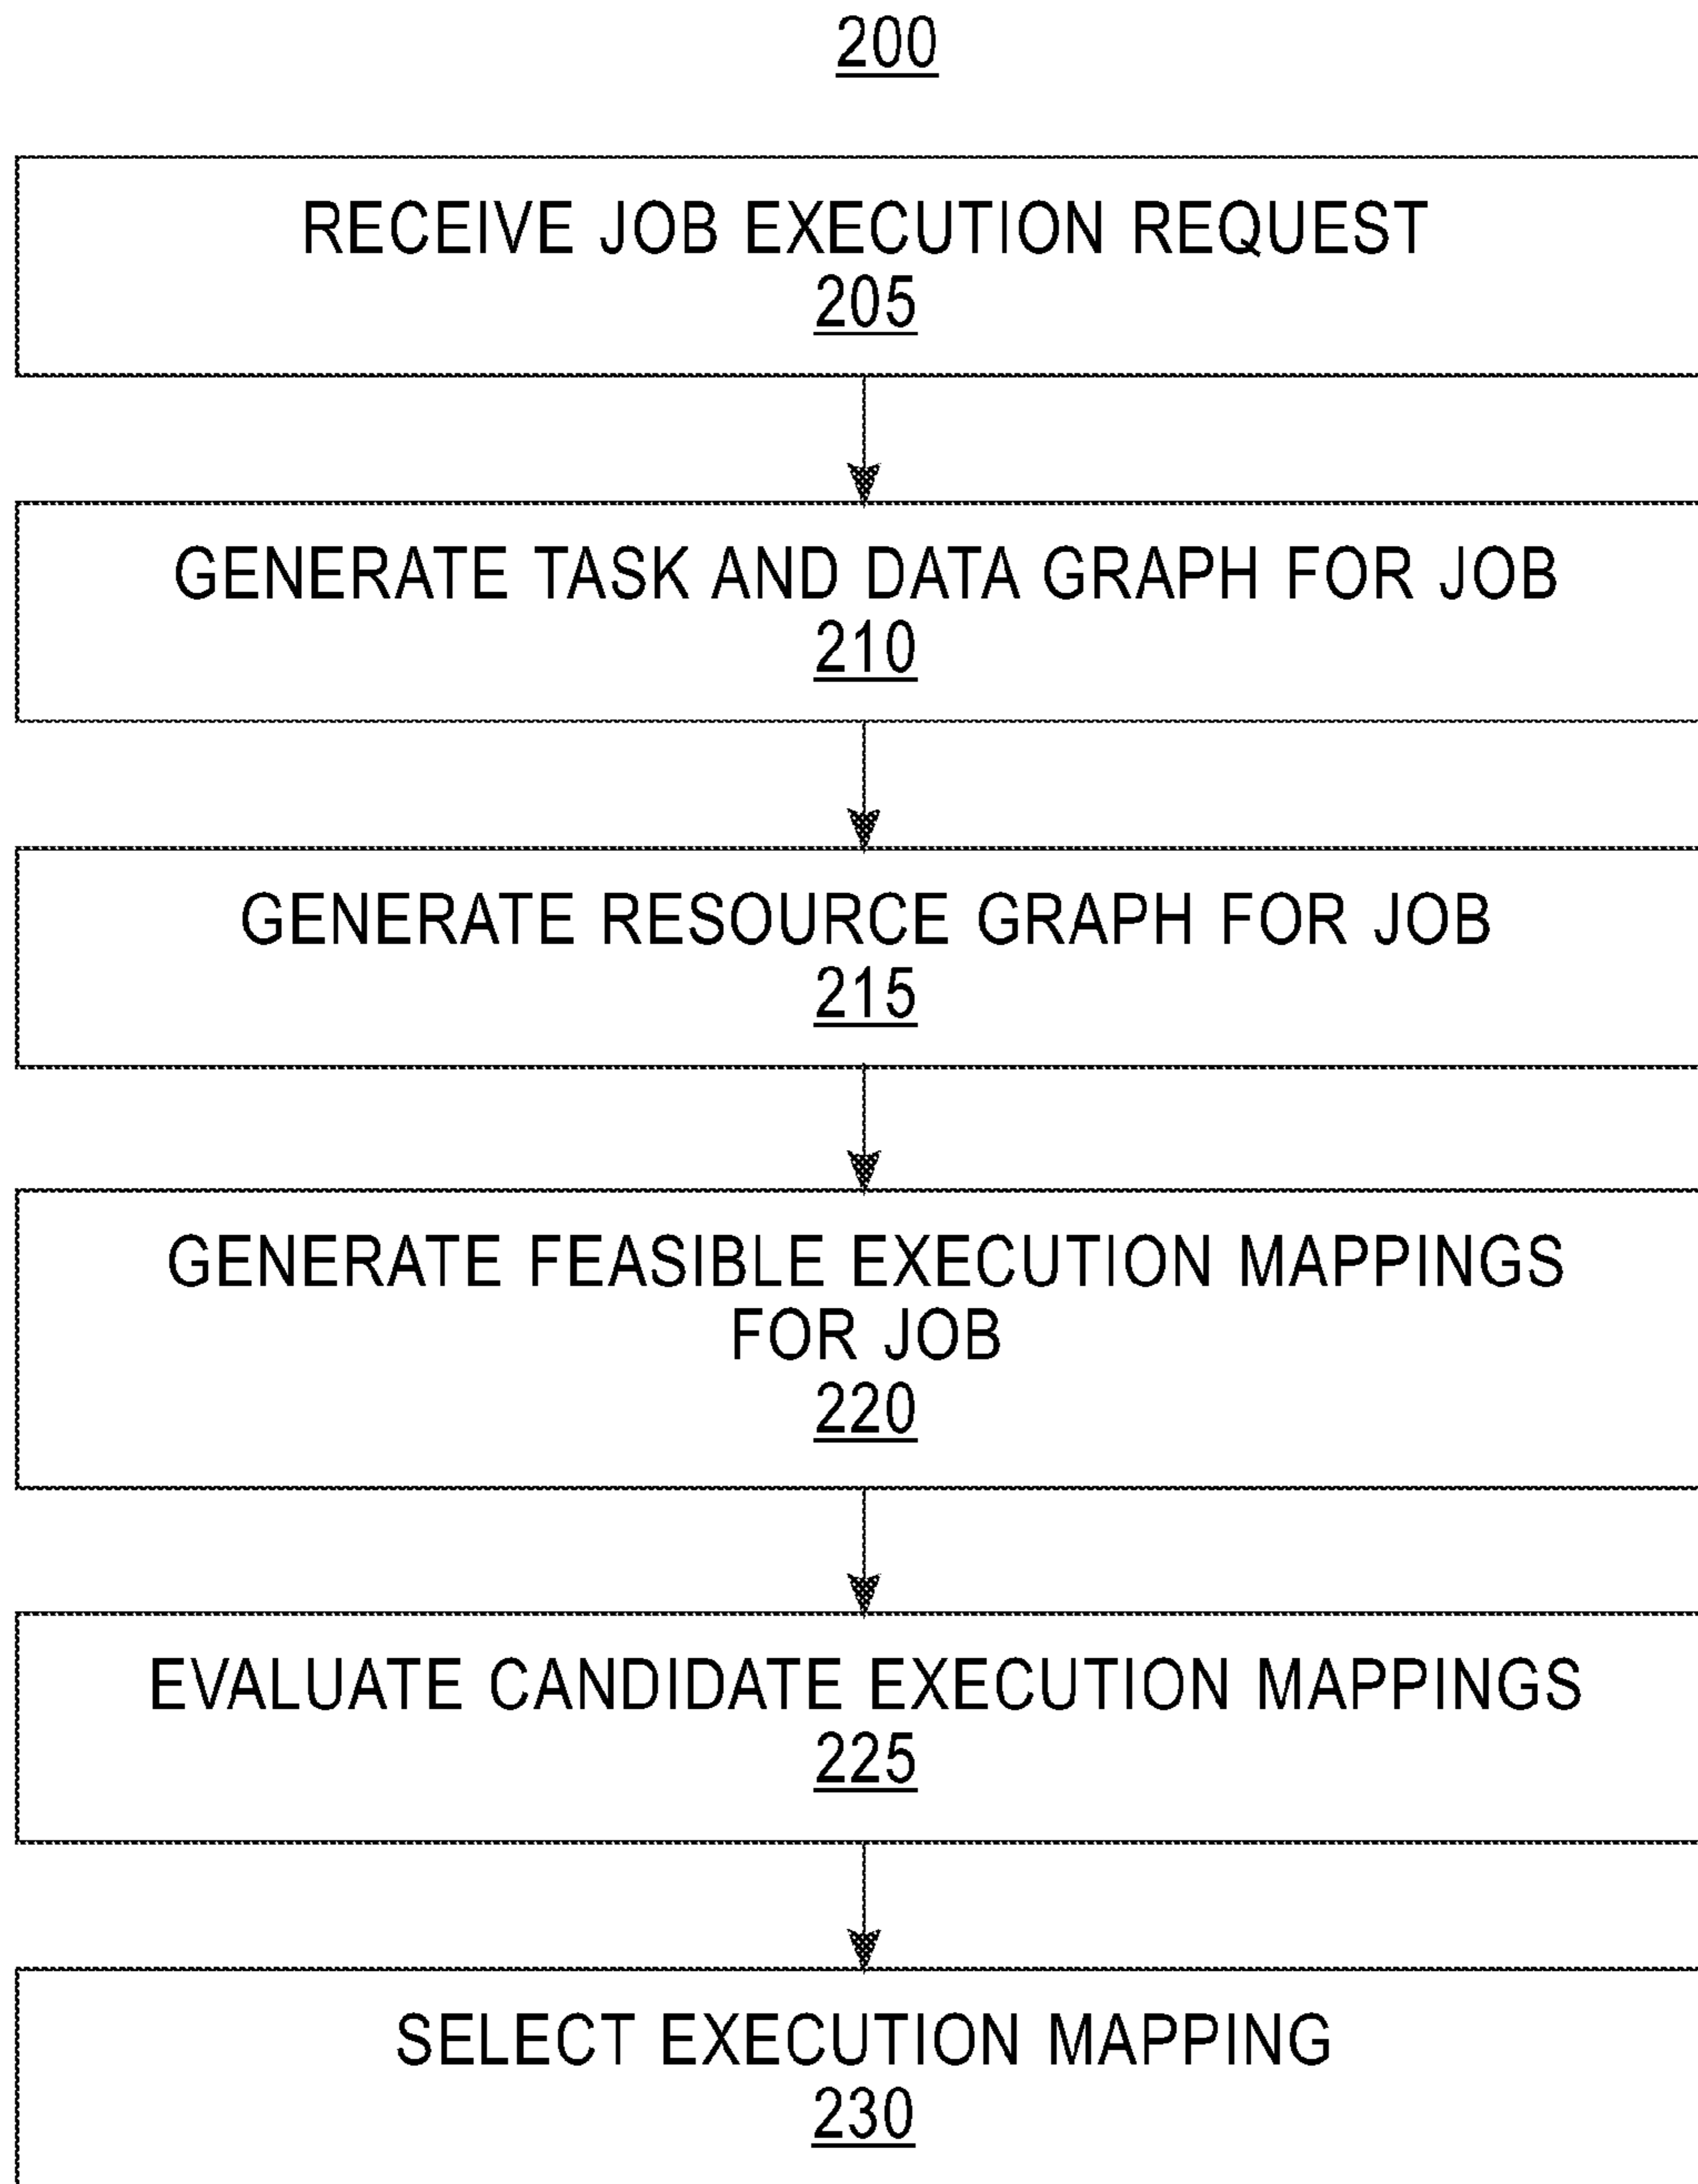 200
RECEIVE JOB EXECUTION REQUEST
205
GENERATE TASK AND DATA GRAPH FOR JOB
210
GENERATE RESOURCE GRAPH FOR JOB
215
GENERATE FEASIBLE EXECUTION MAPPINGS
FOR JOB
220
EVALUATE CANDIDATE EXECUTION MAPPINGS
225
SELECT EXECUTION MAPPING
230